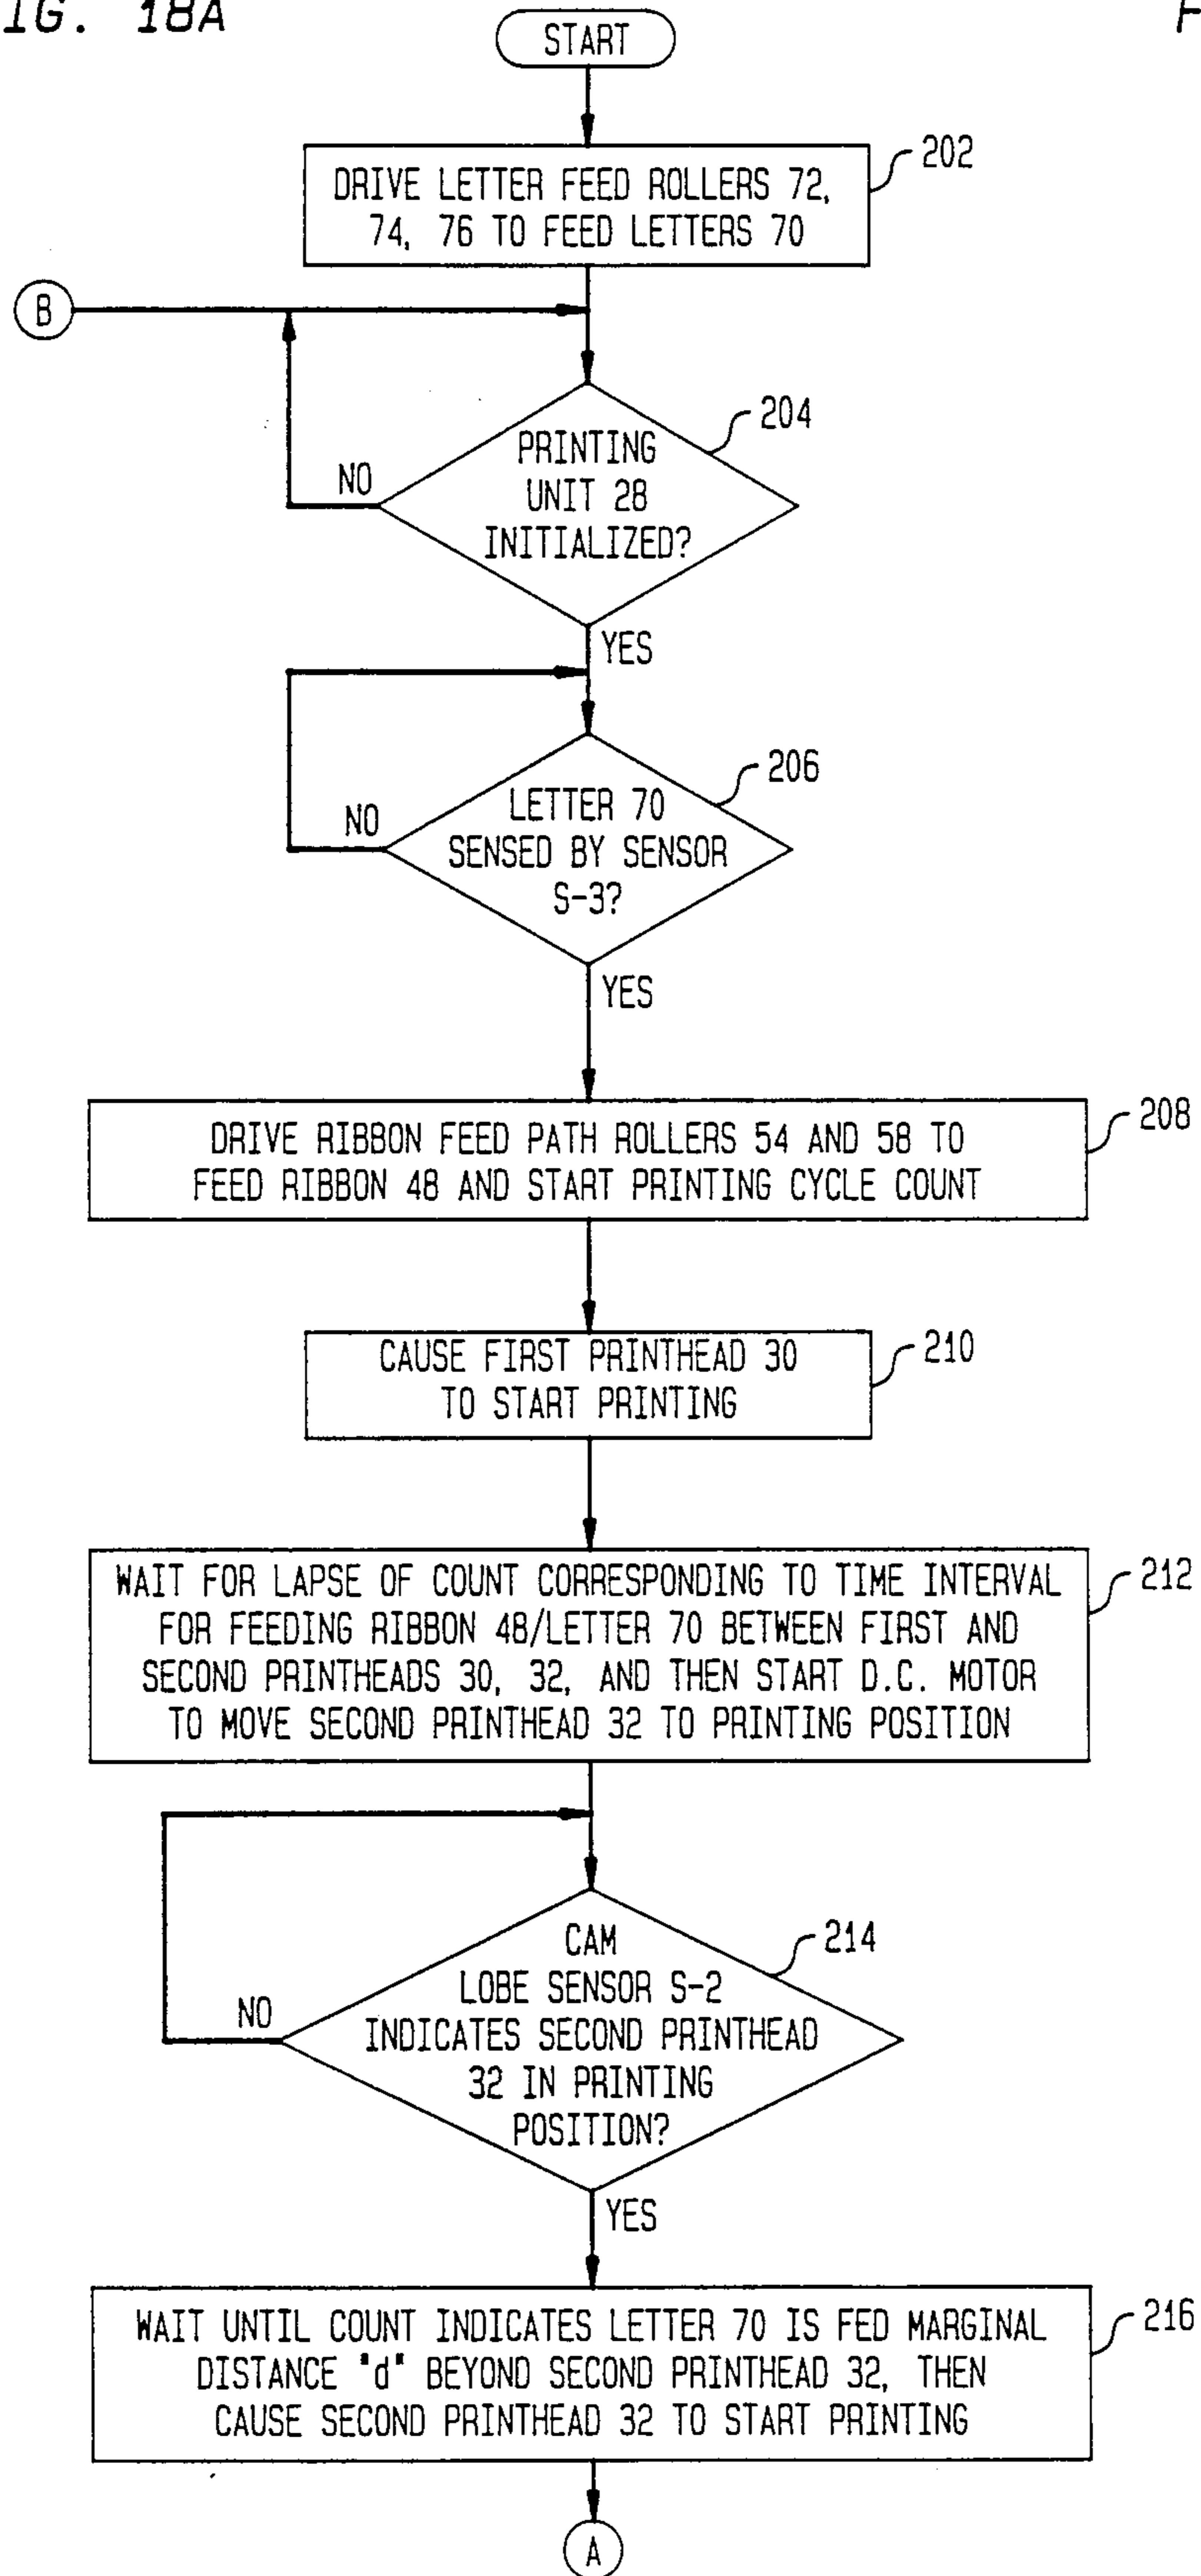 IG. 18A
F
START
202
DRIVE LETTER FEED ROLLERS 72,
74, 76 TO FEED LETTERS 70
B
204
PRINTING
UNIT 28
INITIALIZED?
NO
YES
206
LETTER 70
SENSED BY SENSOR
S-3?
NO
YES
208
DRIVE RIBBON FEED PATH ROLLERS 54 AND 58 TO
FEED RIBBON 48 AND START PRINTING CYCLE COUNT
210
CAUSE FIRST PRINTHEAD 30
TO START PRINTING
212
WAIT FOR LAPSE OF COUNT CORRESPONDING TO TIME INTERVAL
FOR FEEDING RIBBON 48/LETTER 70 BETWEEN FIRST AND
SECOND PRINTHEADS 30, 32, AND THEN START D.C. MOTOR
TO MOVE SECOND PRINTHEAD 32 TO PRINTING POSITION
214
CAM
LOBE SENSOR S-2
INDICATES SECOND PRINTHEAD
32 IN PRINTING
POSITION?
NO
YES
216
WAIT UNTIL COUNT INDICATES LETTER 70 IS FED MARGINAL
DISTANCE "d" BEYOND SECOND PRINTHEAD 32, THEN
CAUSE SECOND PRINTHEAD 32 TO START PRINTING
A